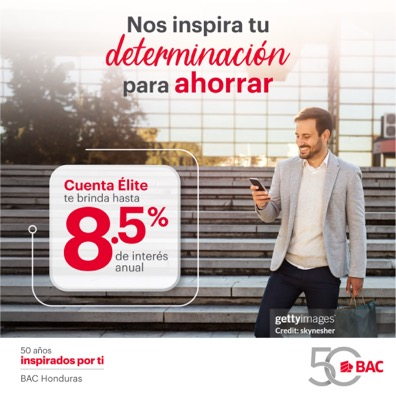 Nos inspira tu
determinación
para ahorrar
Cuenta Élite
te brinda hasta
8.5%
de interés
anual
gettyimages
Credit: skynesher
50 años
inspirados por ti
BAC Honduras
50 BAC